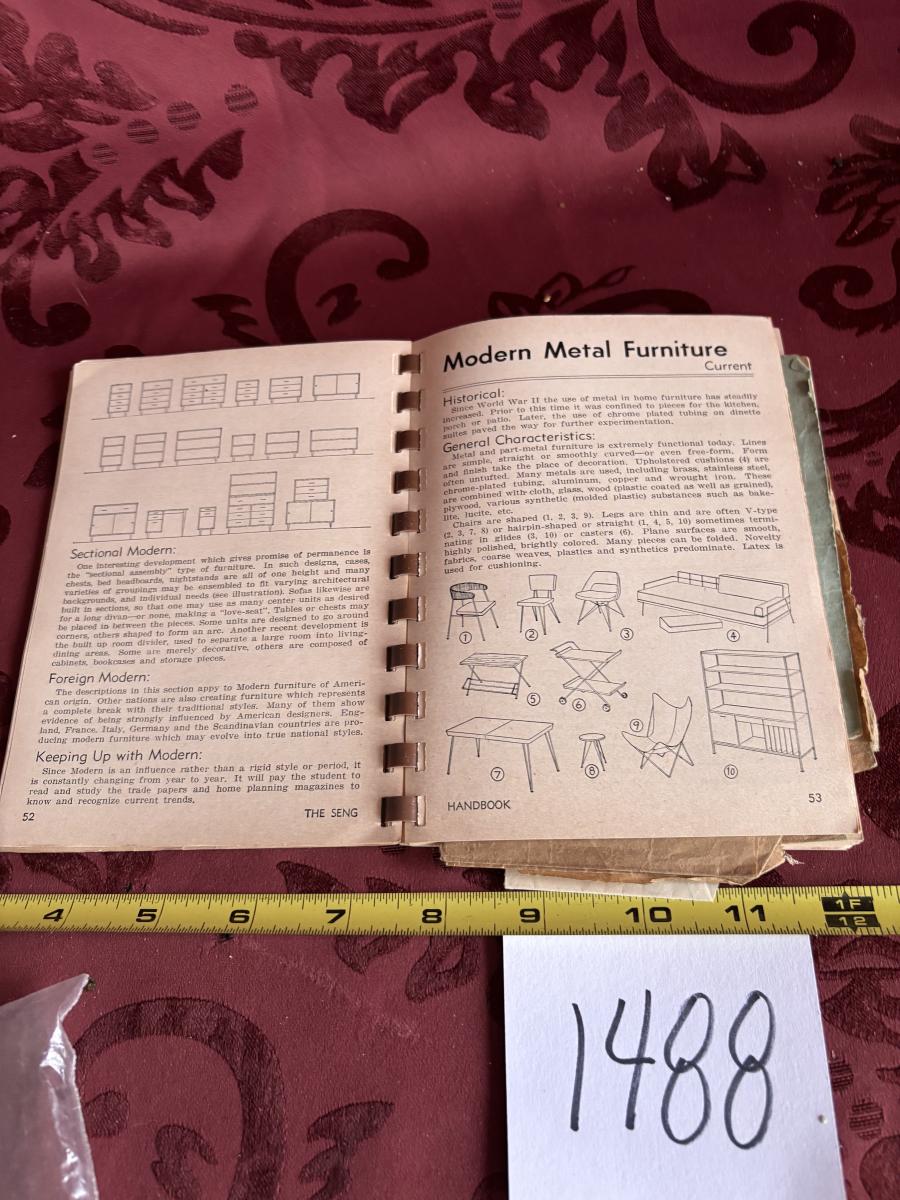 Sectional Modern:
One interesting development which gives promise of permanence is
the "sectional assembly" type of furniture. In such designs, cases,
chests, bed headboards, nightstands are all of one height and many
varieties of groupings may be ensembled to fit varying architectural
backgrounds, and individual needs (see illustration). Sofas likewise are
built in sections, so that one may use as many center units as desired
for a long divan—or none, making a "love-seat". Tables or chests may
be placed in between the pieces. Some units are designed to go around
corners, others shaped to form an arc. Another recent development is
the built up room divider, used to separate a large room into living-
dining areas. Some are merely decorative, others are composed of
cabinets, bookcases and storage pieces.
Foreign Modern:
The descriptions in this section appy to Modern furniture of Ameri-
can origin. Other nations are also creating furniture which represents
a complete break with their traditional styles. Many of them show
evidence of being strongly influenced by American designers. Eng-
land, France, Italy, Germany and the Scandinavian countries are pro-
ducing modern furniture which may evolve into true national styles.
Keeping Up with Modern:
Since Modern is an influence rather than a rigid style or period, it
is constantly changing from year to year. It will pay the student to
read and study the trade papers and home planning magazines to
know and recognize current trends.
52 THE SENG
Modern Metal Furniture
Current
Historical:
Since World War II the use of metal in home furniture has steadily
increased. Prior to this time it was confined to pieces for the kitchen,
porch or patio. Later, the use of chrome plated tubing on dinette
suites paved the way for further experimentation.
General Characteristics:
Metal and part-metal furniture is extremely functional today. Lines
are simple, straight or smoothly curved—or even free-form. Form
and finish take the place of decoration. Upholstered cushions (4) are
often untufted. Many metals are used, including brass, stainless steel,
chrome-plated tubing, aluminum, copper and wrought iron. These
are combined with cloth, glass, wood (plastic coated as well as grained),
plywood, various synthetic (molded plastic) substances such as bake-
lite, lucite, etc.
Chairs are shaped (1, 2, 3, 9). Legs are thin and are often V-type
(2, 3, 7, 8) or hairpin-shaped or straight (1, 4, 5, 10) sometimes termi-
nating in glides (3, 10) or casters (6). Plane surfaces are smooth,
highly polished, brightly colored. Many pieces can be folded. Novelty
fabrics, coarse weaves, plastics and synthetics predominate. Latex is
used for cushioning.
1 2 3 4
5 6
7 8 9 10
HANDBOOK 53
4 5 6 7 8 9 10 11 1F
12
1488